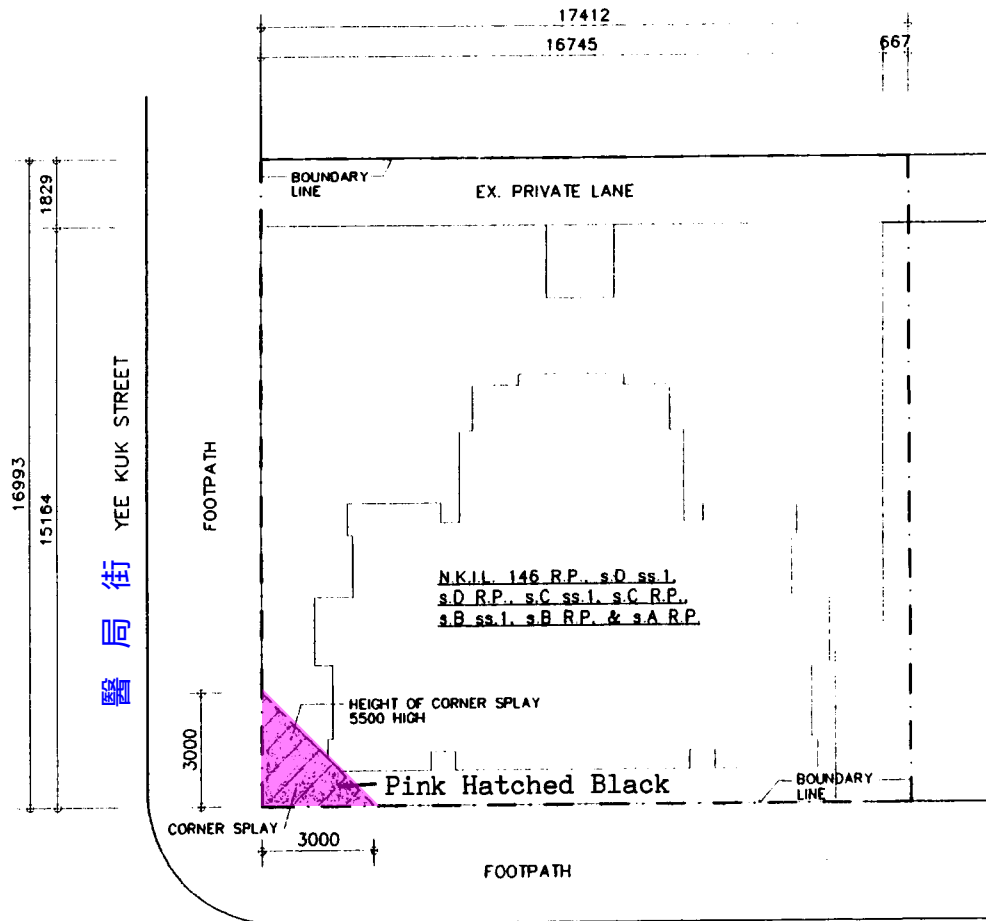 17412
16745
667
BOUNDARY
LINE
EX. PRIVATE LANE
1829
16993
15164
醫局街 YEE KUK STREET
FOOTPATH
N.K.I.L. 146 R.P., s.D ss.1,
s.D R.P., s.C ss.1, s.C R.P.,
s.B ss.1, s.B R.P. & s.A R.P.
HEIGHT OF CORNER SPLAY
5500 HIGH
3000
Pink Hatched Black
BOUNDARY
LINE
CORNER SPLAY
3000
FOOTPATH